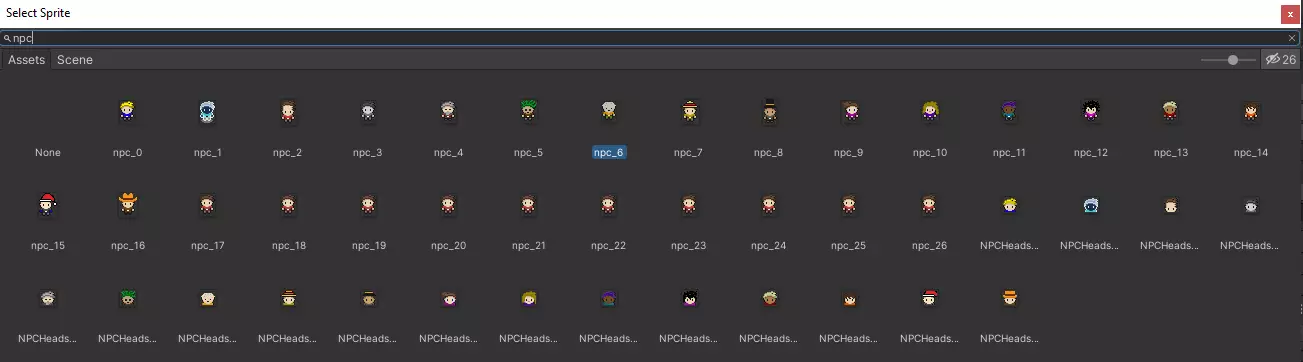 Select Sprite
x
npc
Assets Scene 26
None npc_0 npc_1 npc_2 npc_3 npc_4 npc_5 npc_6 npc_7 npc_8 npc_9 npc_10 npc_11 npc_12 npc_13 npc_14
npc_15 npc_16 npc_17 npc_18 npc_19 npc_20 npc_21 npc_22 npc_23 npc_24 npc_25 npc_26 NPCHeads... NPCHeads... NPCHeads... NPCHeads...
NPCHeads... NPCHeads... NPCHeads... NPCHeads... NPCHeads... NPCHeads... NPCHeads... NPCHeads... NPCHeads... NPCHeads... NPCHeads... NPCHeads... NPCHeads...